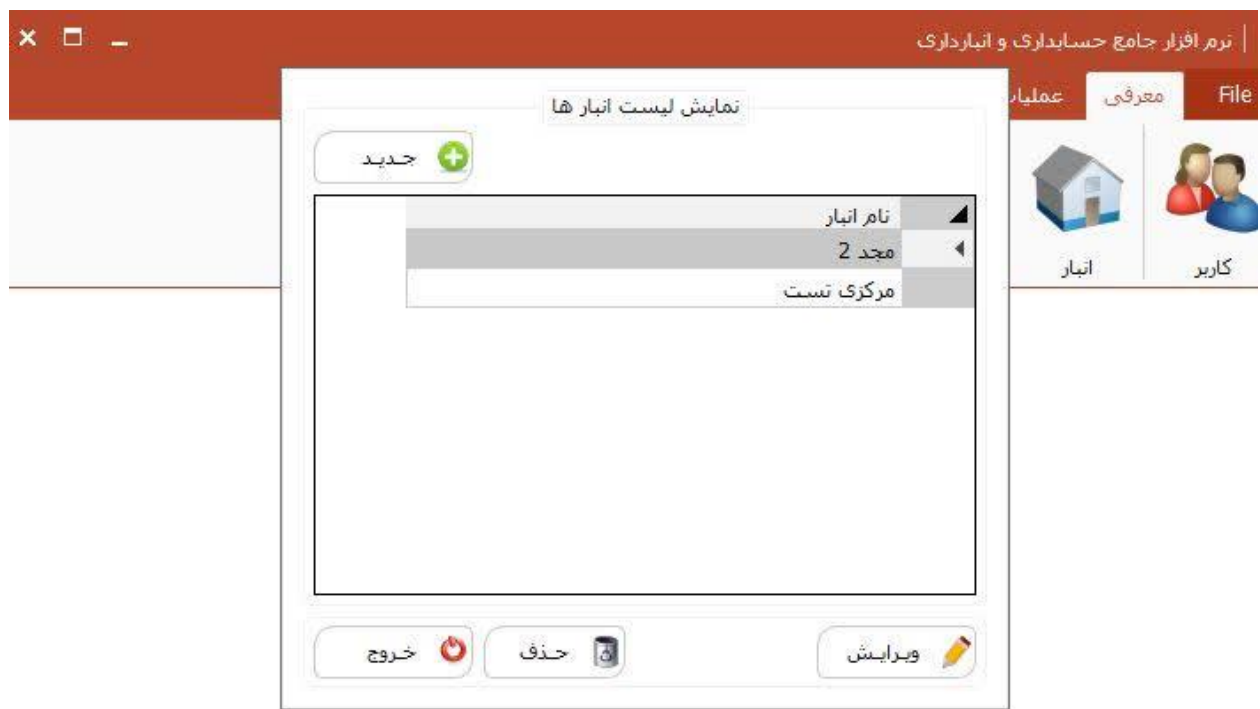 نرم افزار جامع حسابداری و انبارداری
File
معرفی
کاربر
انبار
نمایش لیست انبار ها
جدید
نام انبار
مجد 2
مرکزی تست
ویرایش
حذف
خروج